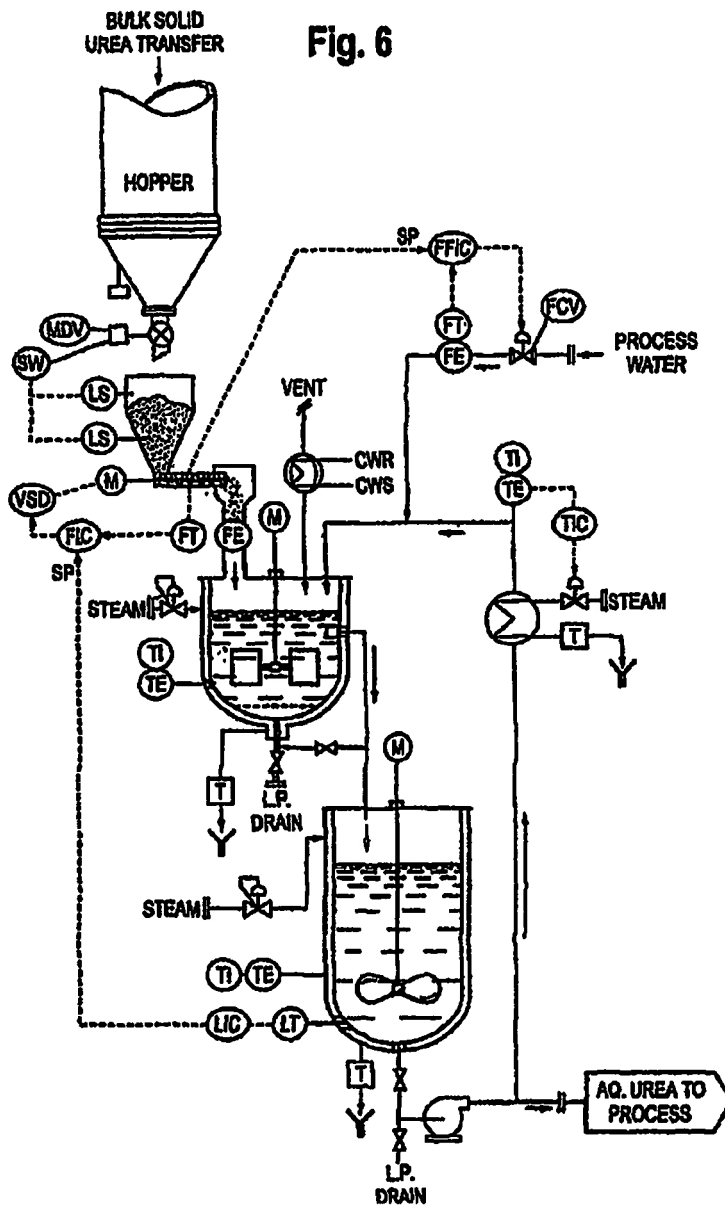 BULK SOLID
UREA TRANSFER
Fig. 6
HOPPER
SP
FFIC
MDV
FT
FCV
SW
FE
PROCESS
WATER
LS
VENT
LS
CWR
CWS
TI
M
TE
VSD
M
TIC
FIC
FT
FE
SP
STEAM
STEAM
T
TI
TE
M
T
L.P.
DRAIN
STEAM
TI
TE
LIC
LT
T
AQ. UREA TO
PROCESS
L.P.
DRAIN